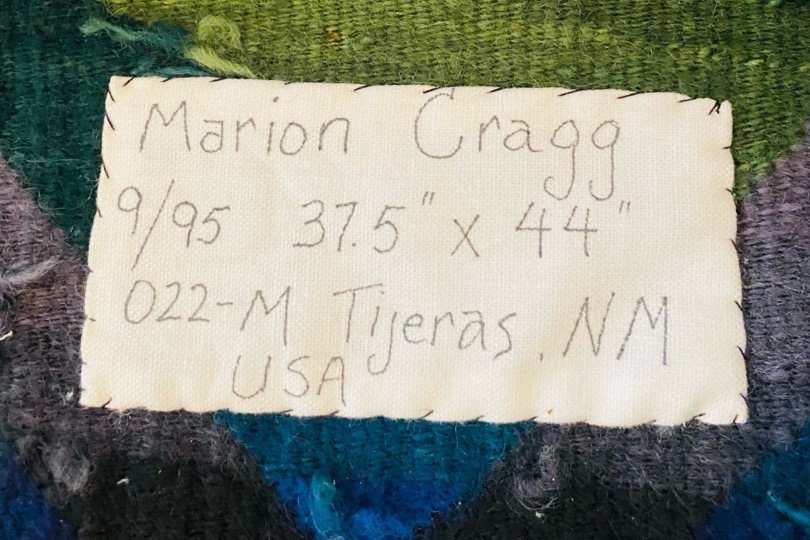 Marion Cragg
9/95 37.5" x 44"
022-M Tijeras, NM
USA